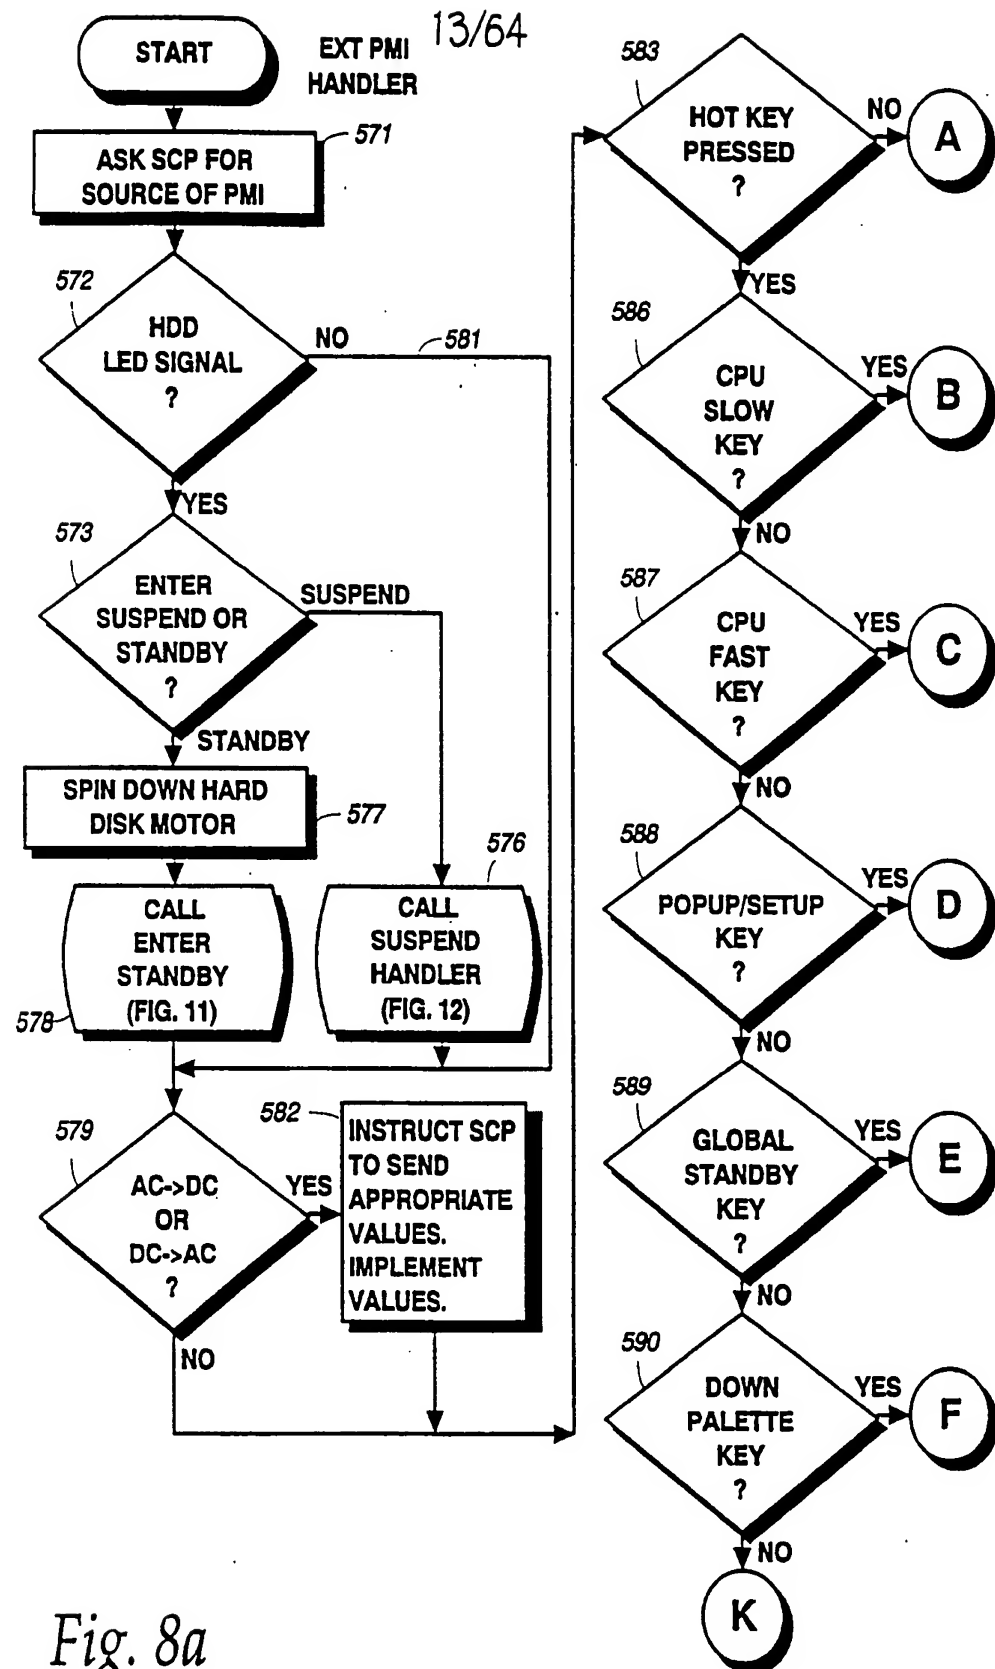 13/64
START
EXT PMI
HANDLER
571
ASK SCP FOR
SOURCE OF PMI
572
HDD
LED SIGNAL
?
NO
581
YES
573
ENTER
SUSPEND OR
STANDBY
?
SUSPEND
STANDBY
SPIN DOWN HARD
DISK MOTOR
577
576
CALL
ENTER
STANDBY
(FIG. 11)
578
CALL
SUSPEND
HANDLER
(FIG. 12)
579
AC->DC
OR
DC->AC
?
YES
NO
582
INSTRUCT SCP
TO SEND
APPROPRIATE
VALUES.
IMPLEMENT
VALUES.
583
HOT KEY
PRESSED
?
NO
A
YES
586
CPU
SLOW
KEY
?
YES
B
NO
587
CPU
FAST
KEY
?
YES
C
NO
588
POPUP/SETUP
KEY
?
YES
D
NO
589
GLOBAL
STANDBY
KEY
?
YES
E
NO
590
DOWN
PALETTE
KEY
?
YES
F
NO
K
Fig. 8a